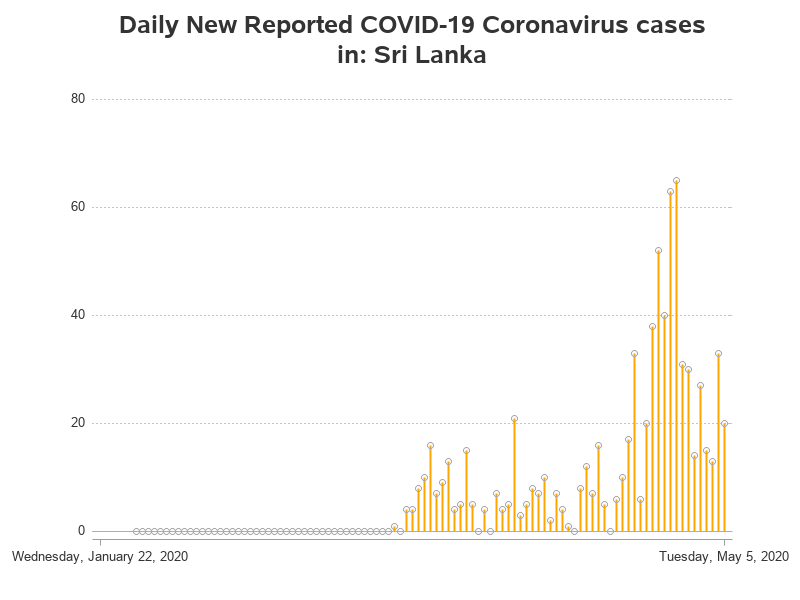 Daily New Reported COVID-19 Coronavirus cases
in: Sri Lanka
80
60
40
20
0
Wednesday, January 22, 2020
Tuesday, May 5, 2020